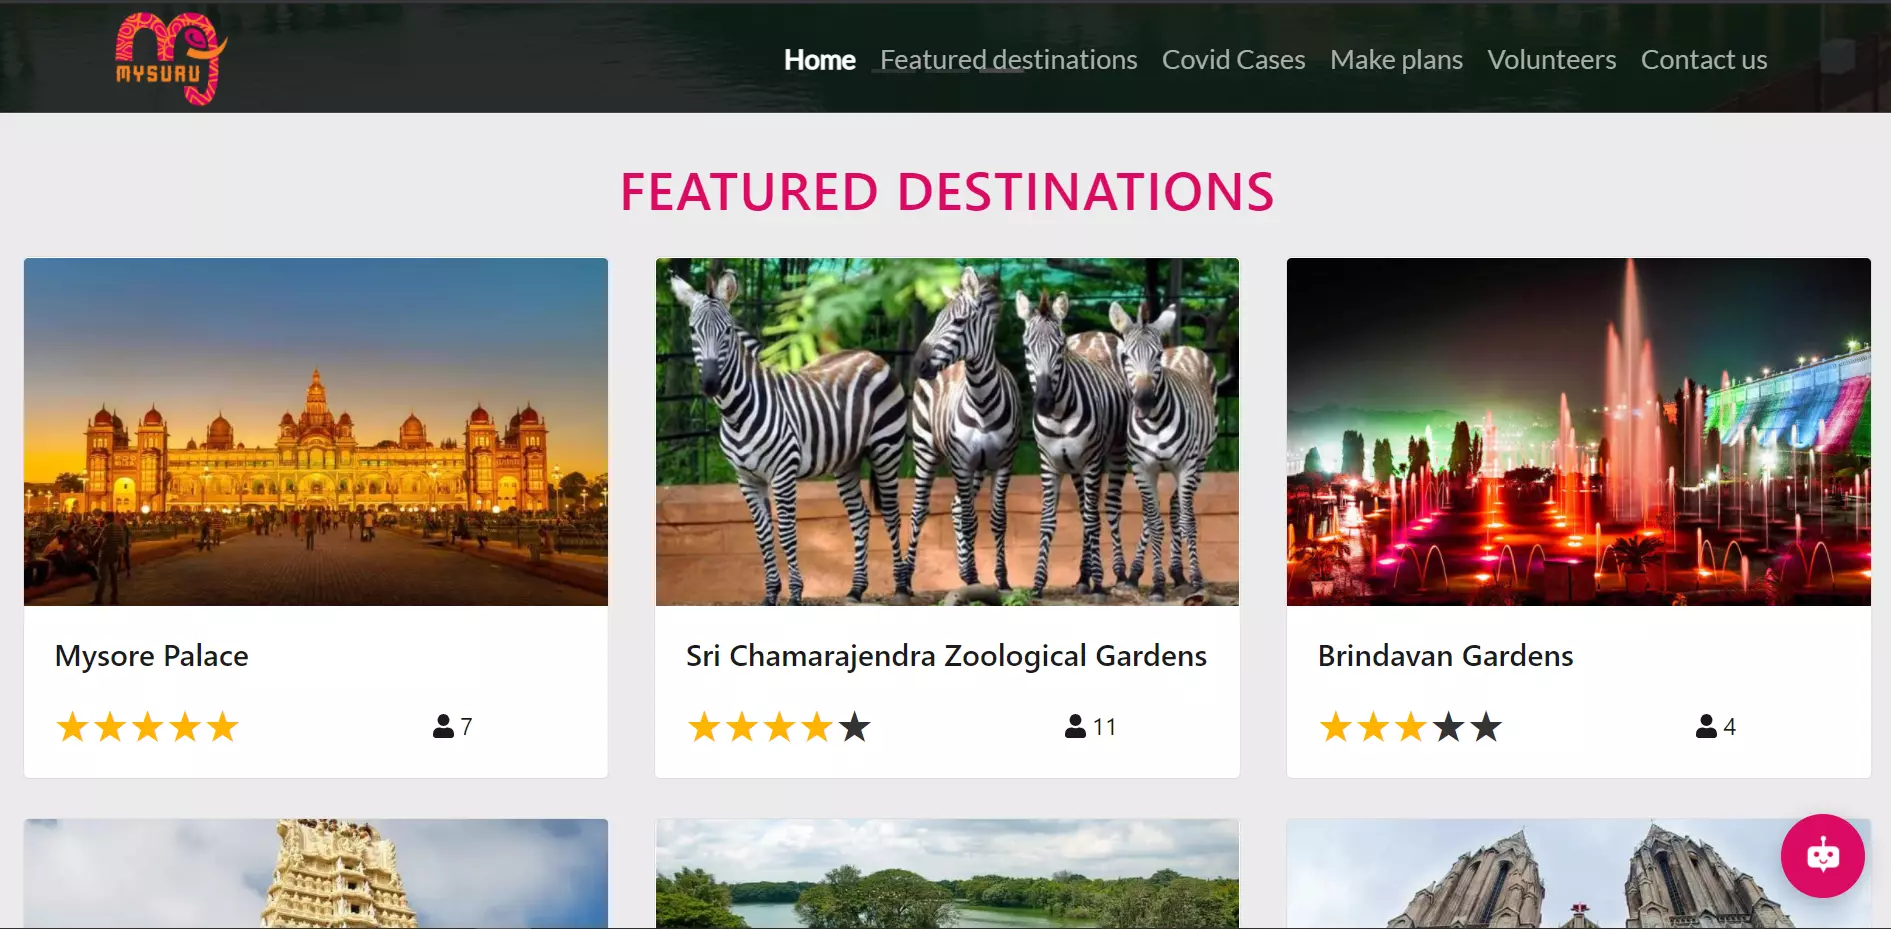 MYSURU
Home Featured destinations Covid Cases Make plans Volunteers Contact us
FEATURED DESTINATIONS
Mysore Palace
7
Sri Chamarajendra Zoological Gardens
11
Brindavan Gardens
4